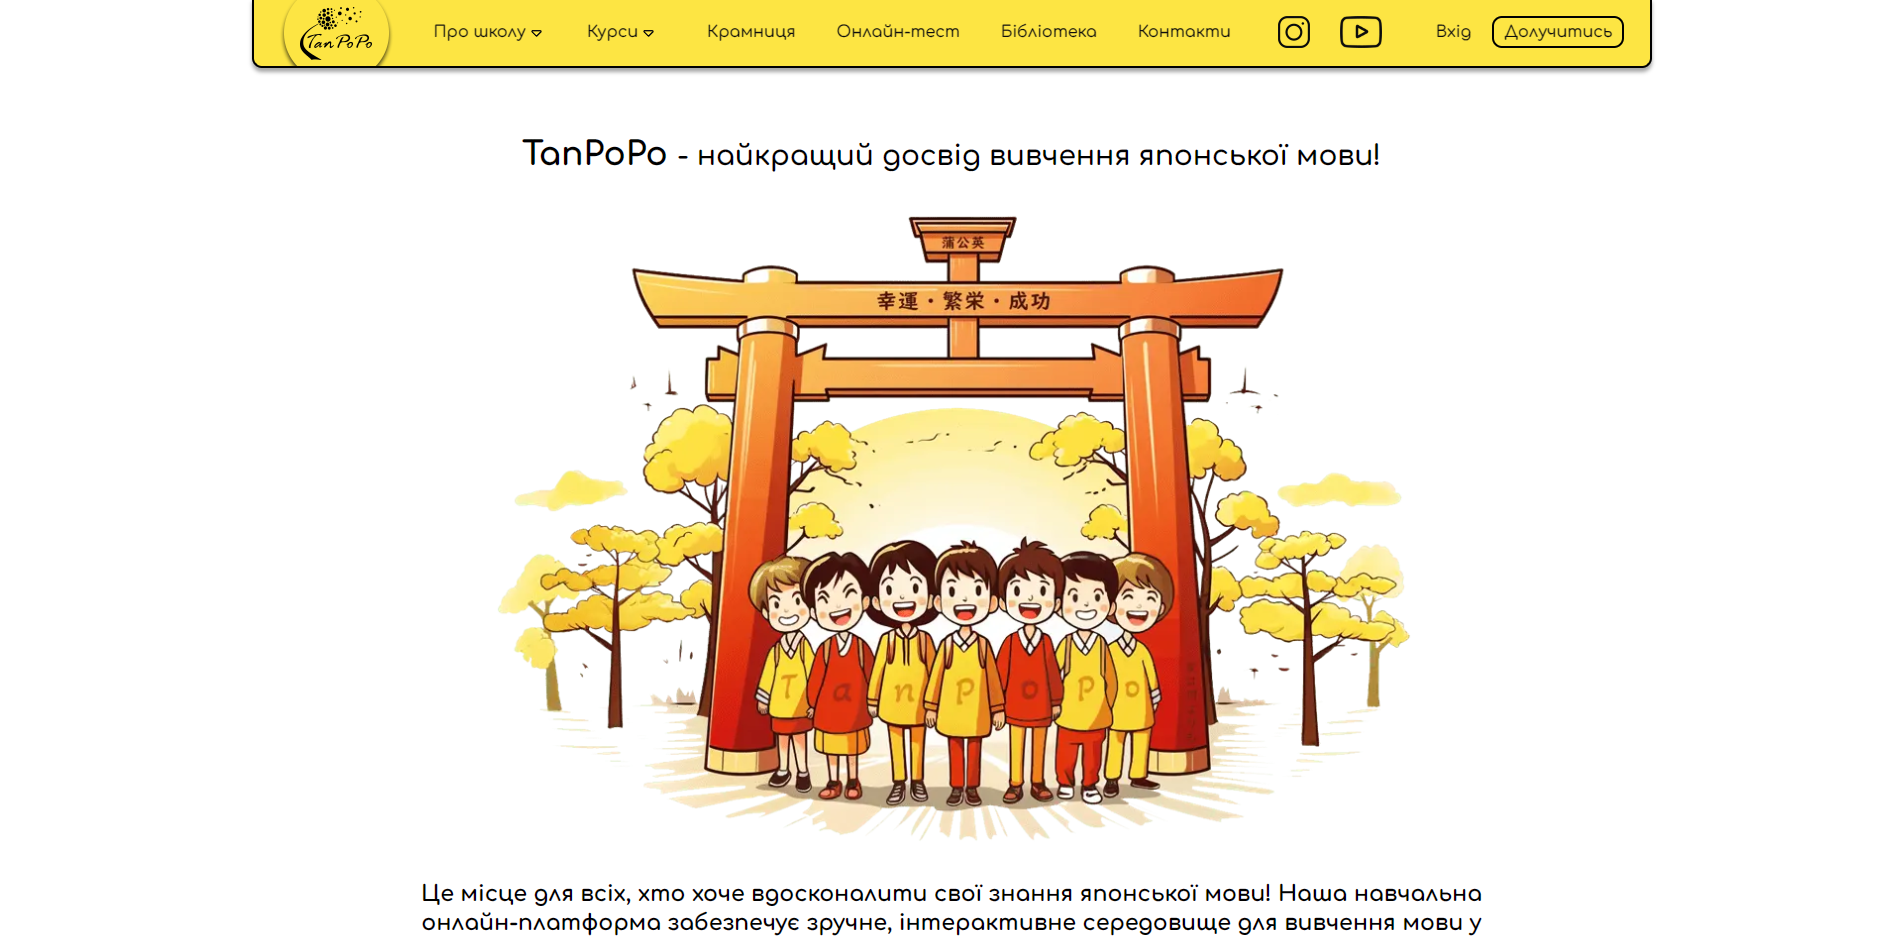 TanPoPo
Про школу
Курси
Крамниця
Онлайн-тест
Бібліотека
Контакти
Вхід
Долучитись
TanPoPo - найкращий досвід вивчення японської мови!
蒲公英
幸運・繁栄・成功
T a n P o P o
Це місце для всіх, хто хоче вдосконалити свої знання японської мови! Наша навчальна
онлайн-платформа забезпечує зручне, інтерактивне середовище для вивчення мови у